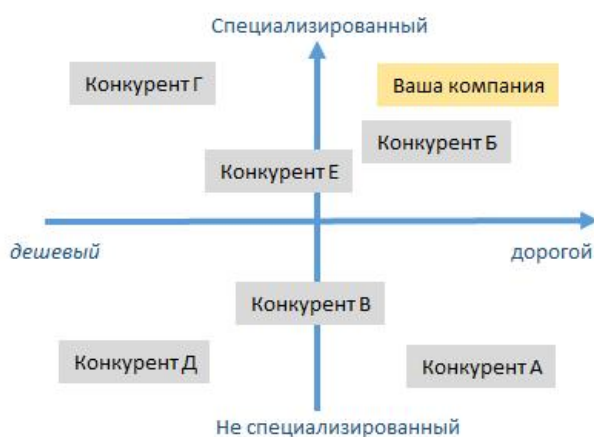 Специализированный
Конкурент Г
Ваша компания
Конкурент Б
Конкурент Е
дешевый
дорогой
Конкурент В
Конкурент Д
Конкурент А
Не специализированный